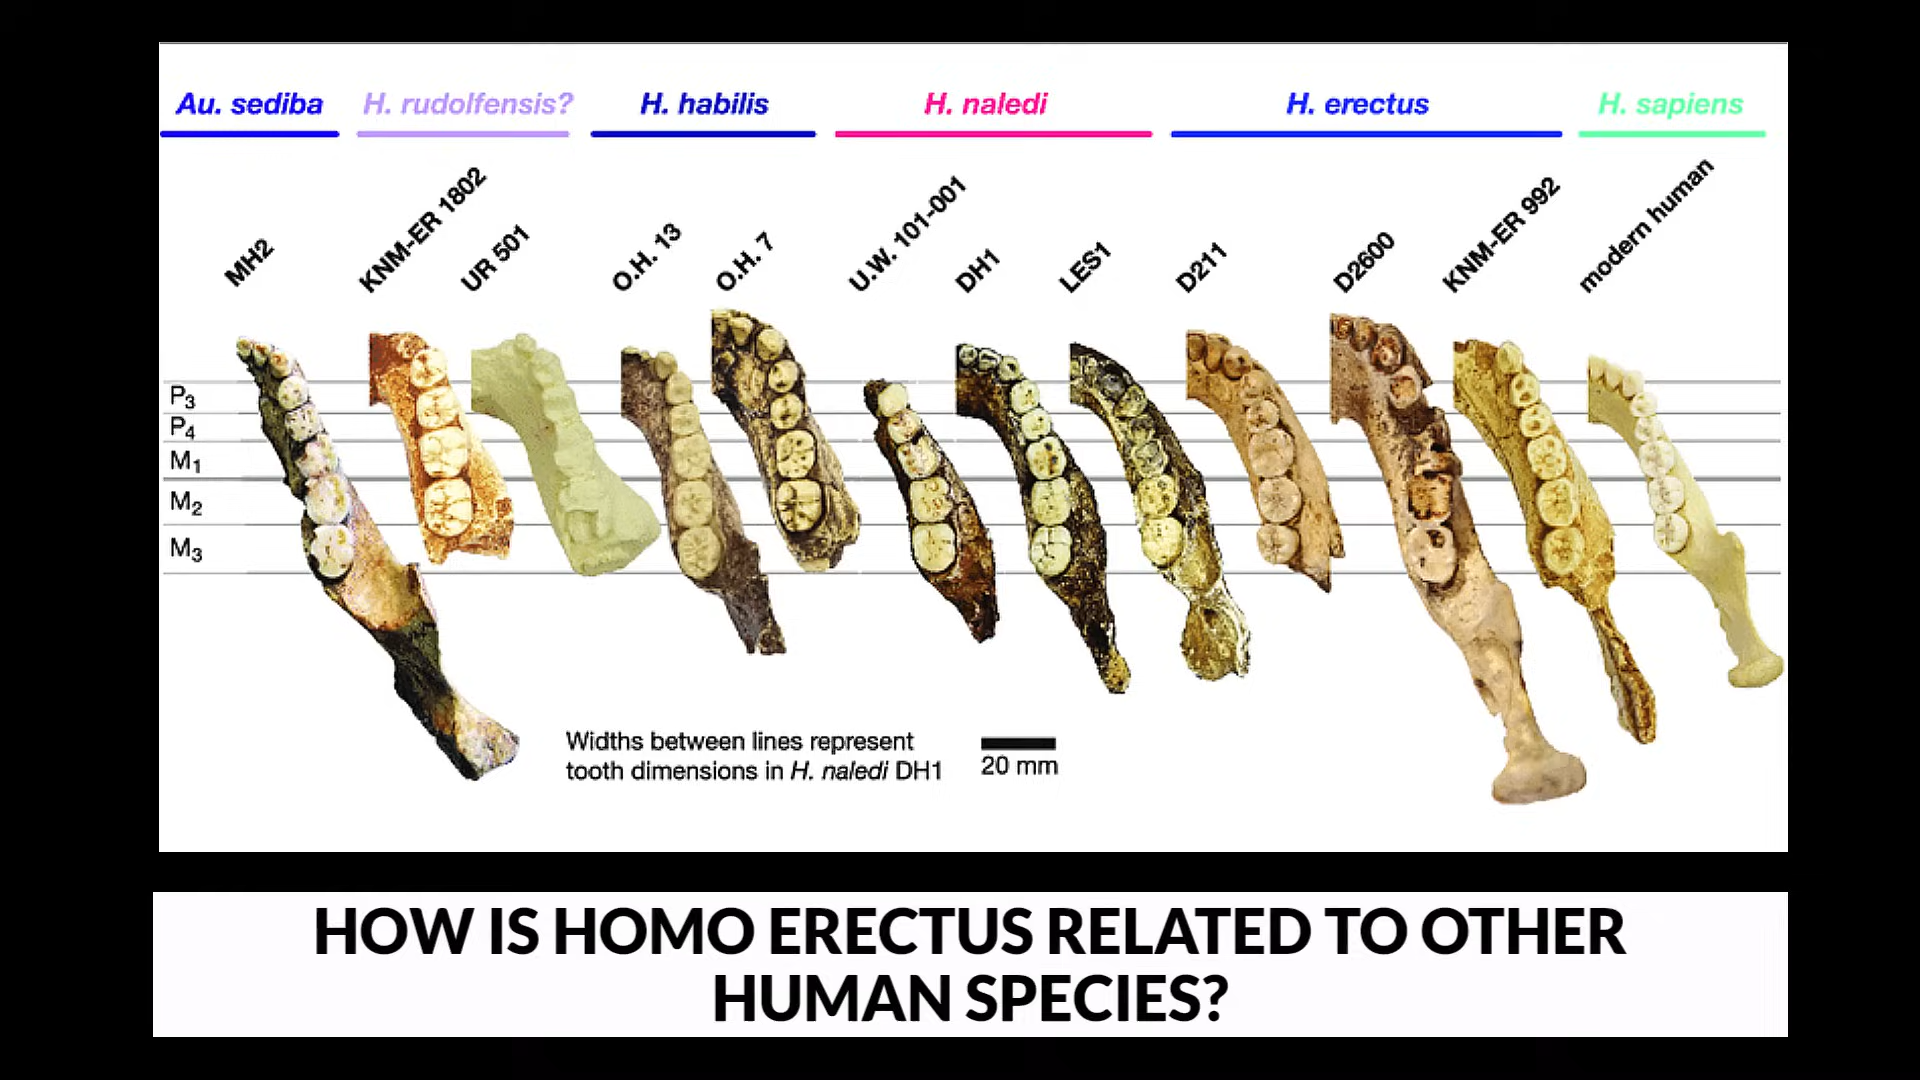 Au. sediba H. rudolfensis? H. habilis H. naledi H. erectus H. sapiens
MH2 KNM-ER 1802 UR 501 O.H. 13 O.H. 7 U.W. 101-001 DH1 LES1 D211 D2600 KNM-ER 992 modern human
P3
P4
M1
M2
M3
Widths between lines represent
tooth dimensions in H. naledi DH1
20 mm
HOW IS HOMO ERECTUS RELATED TO OTHER
HUMAN SPECIES?